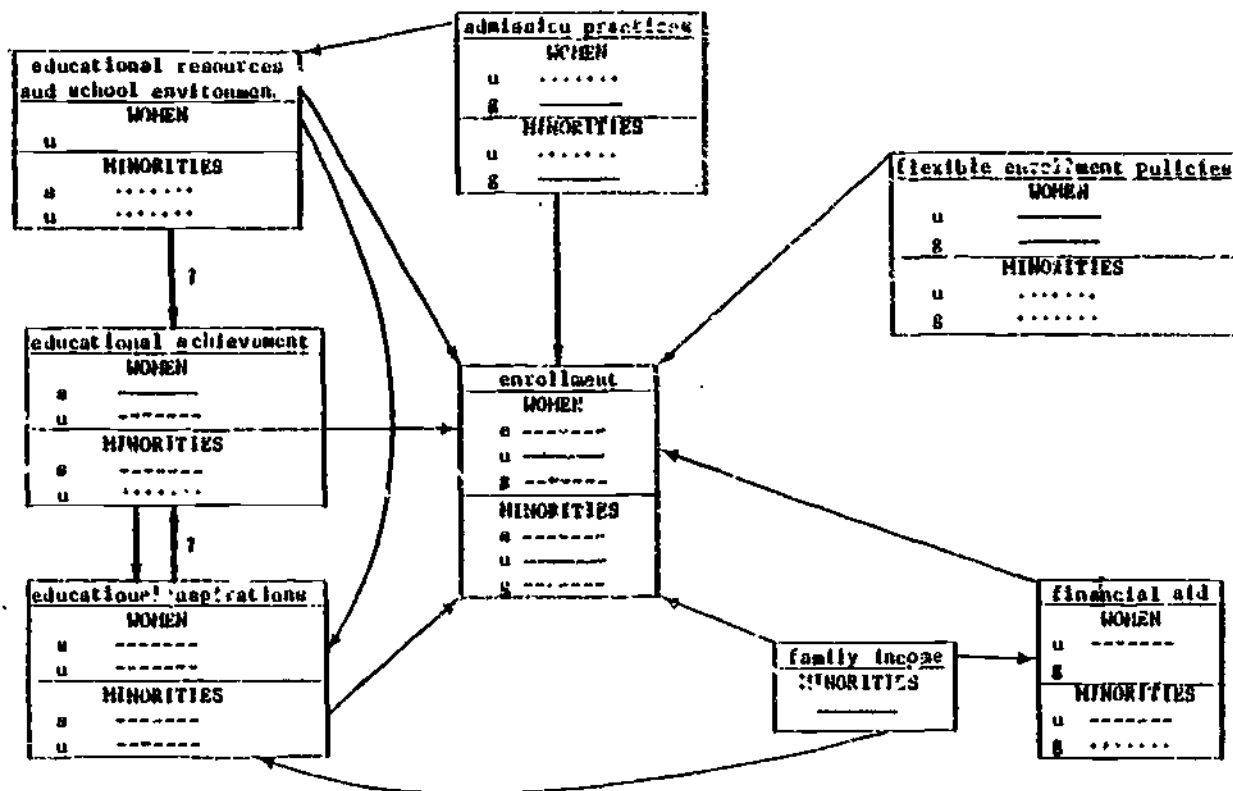 admission practices
WOMEN
u .......
g
MINORITIES
u .......
g
educational resources
and school environmen.
WOMEN
u
MINORITIES
s .......
u .......
flexible enrollment policies
WOMEN
u
g
MINORITIES
u .......
g .......
?
educational achievement
WOMEN
s
u -------
MINORITIES
s -------
u .......
enrollment
WOMEN
s -------
u
g -------
MINORITIES
s -------
u
g -------
?
educational aspirations
WOMEN
u -------
MINORITIES
s -------
u -------
family income
MINORITIES
financial aid
WOMEN
u -------
g
MINORITIES
u -------
g .......